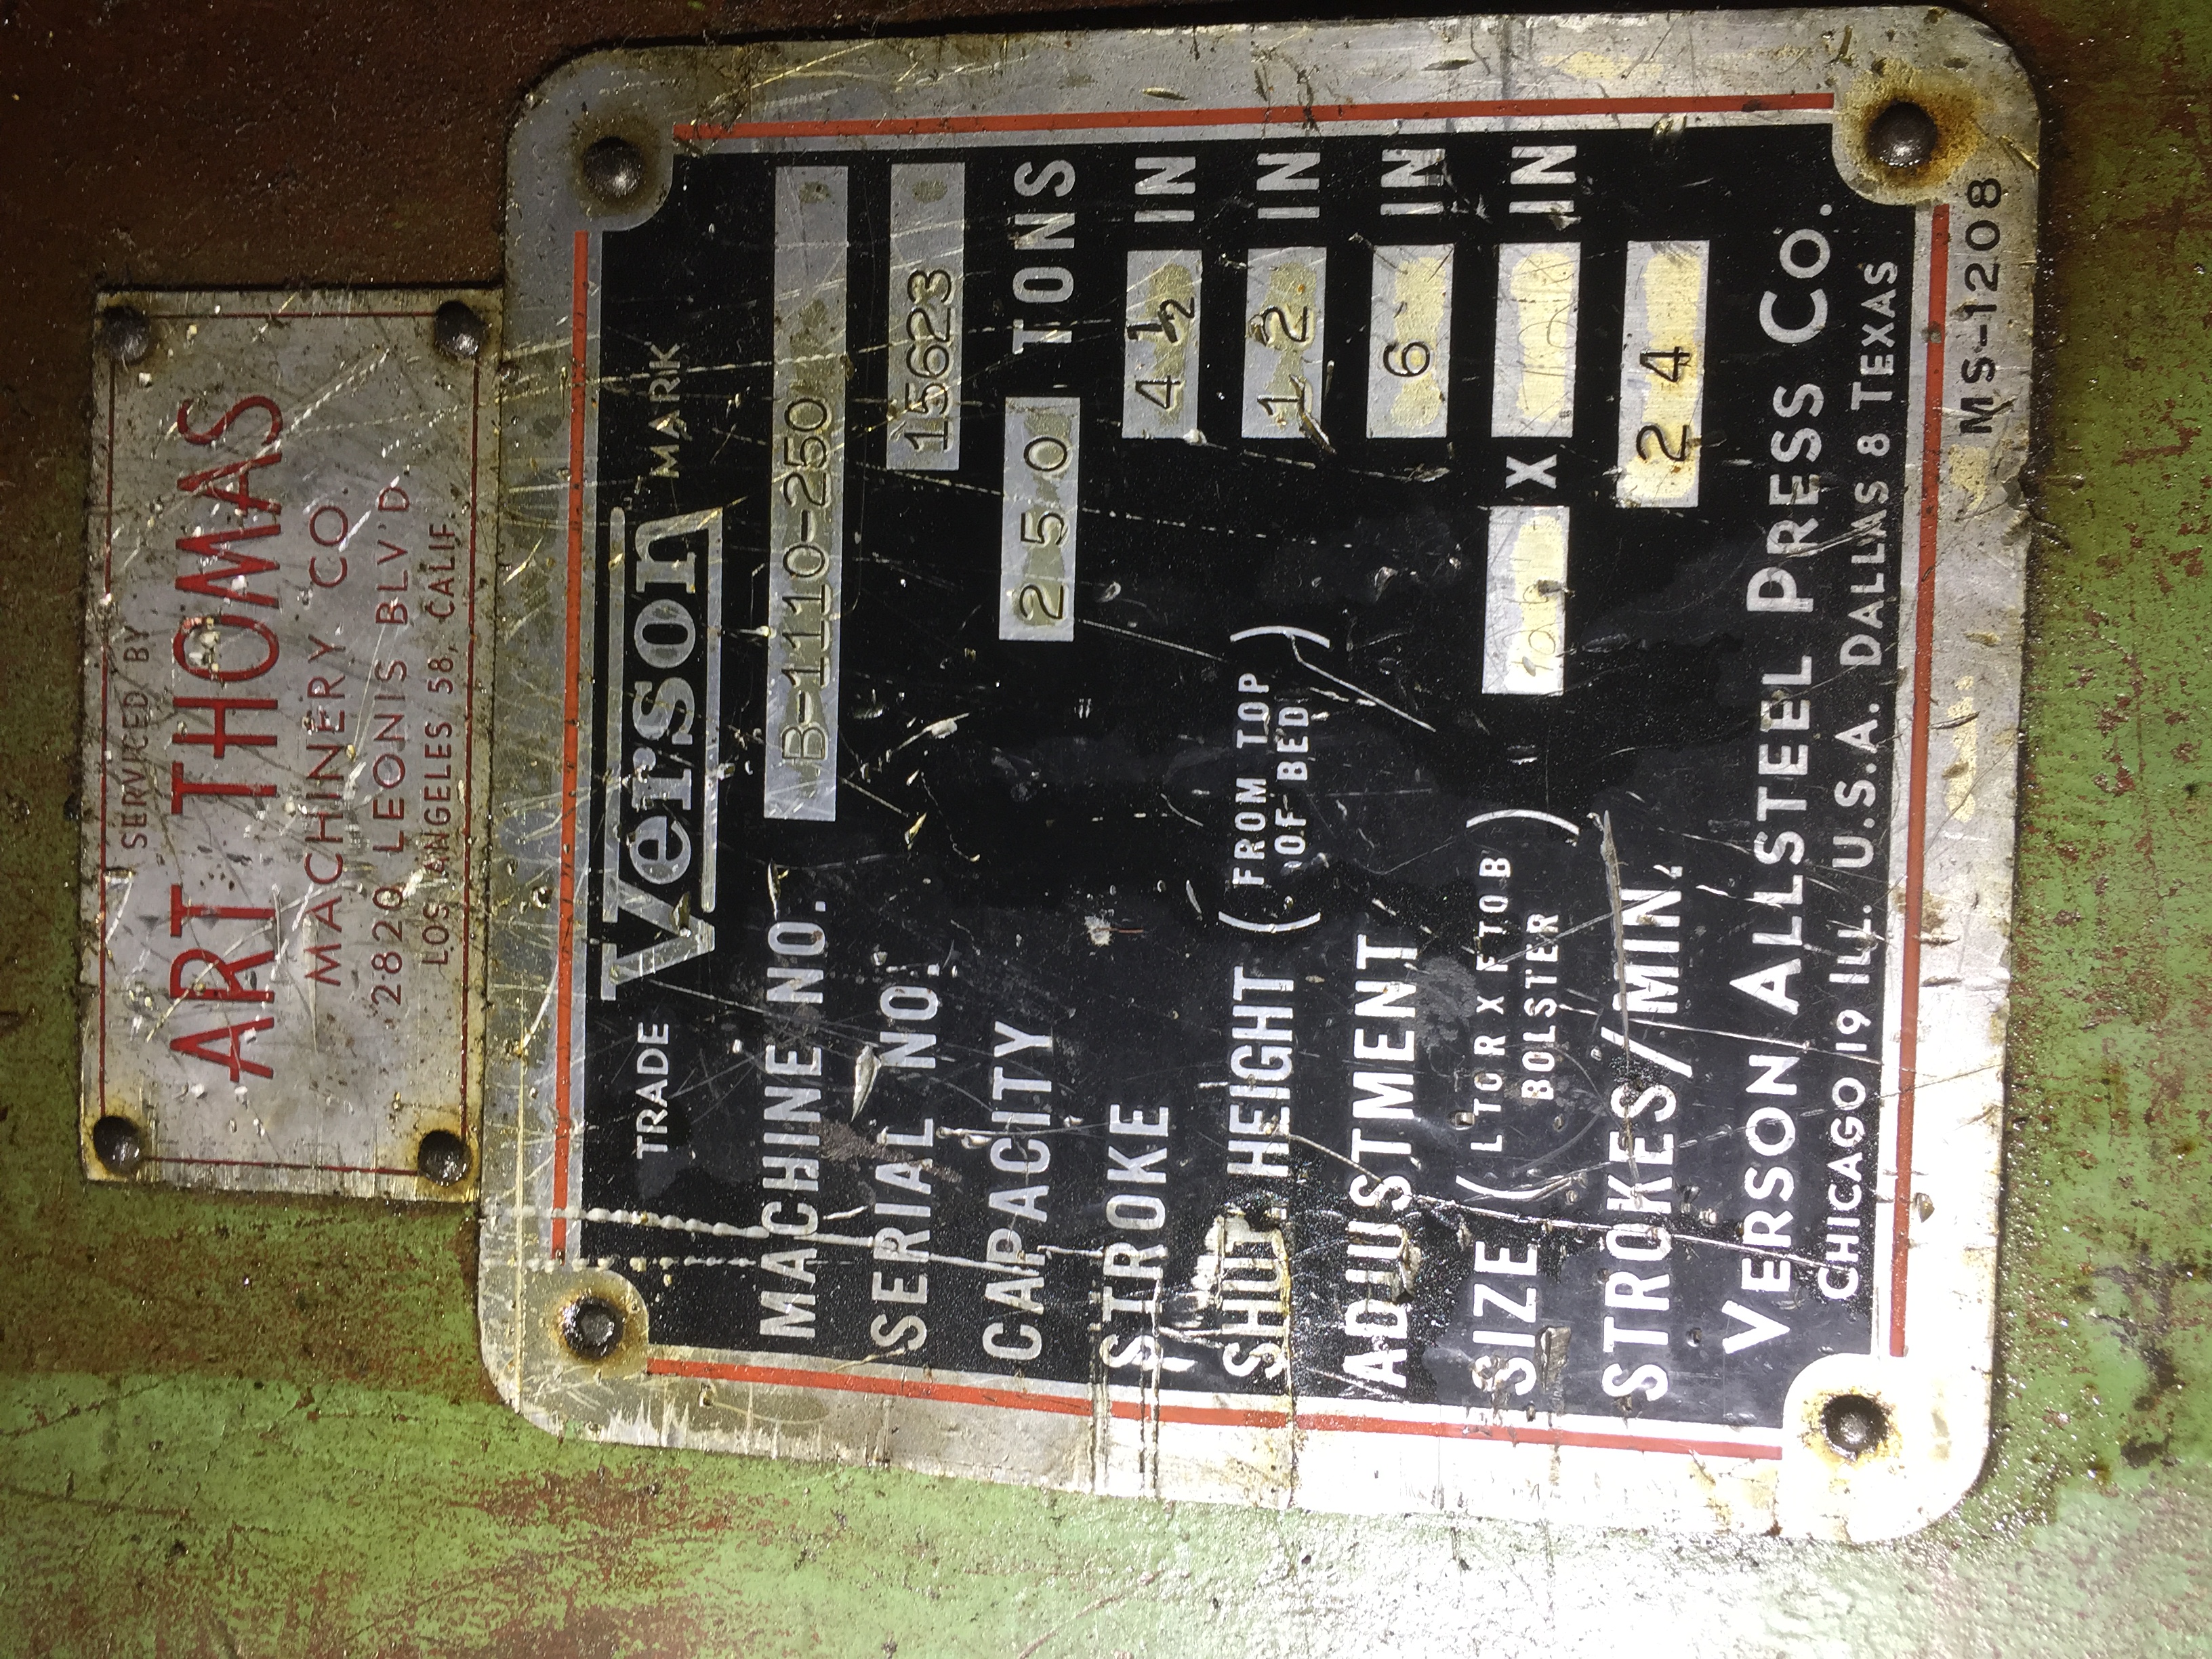 SERVICED BY
ART THOMAS
MACHINERY CO.
2820 LEONIS BLV'D.
LOS ANGELES 58, CALIF.
TRADE Verson MARK
MACHINE NO. B-1110-250
SERIAL NO. 15623
CAPACITY 250 TONS
STROKE 4 1/2 IN
SHUT HEIGHT (FROM TOP OF BED) 12 IN
ADJUSTMENT 6 IN
SIZE (L TO R X F TO B BOLSTER) X IN
STROKES/MIN. 24
VERSON ALLSTEEL PRESS CO.
CHICAGO 19 ILL. U.S.A. DALLAS 8 TEXAS
MS-1208